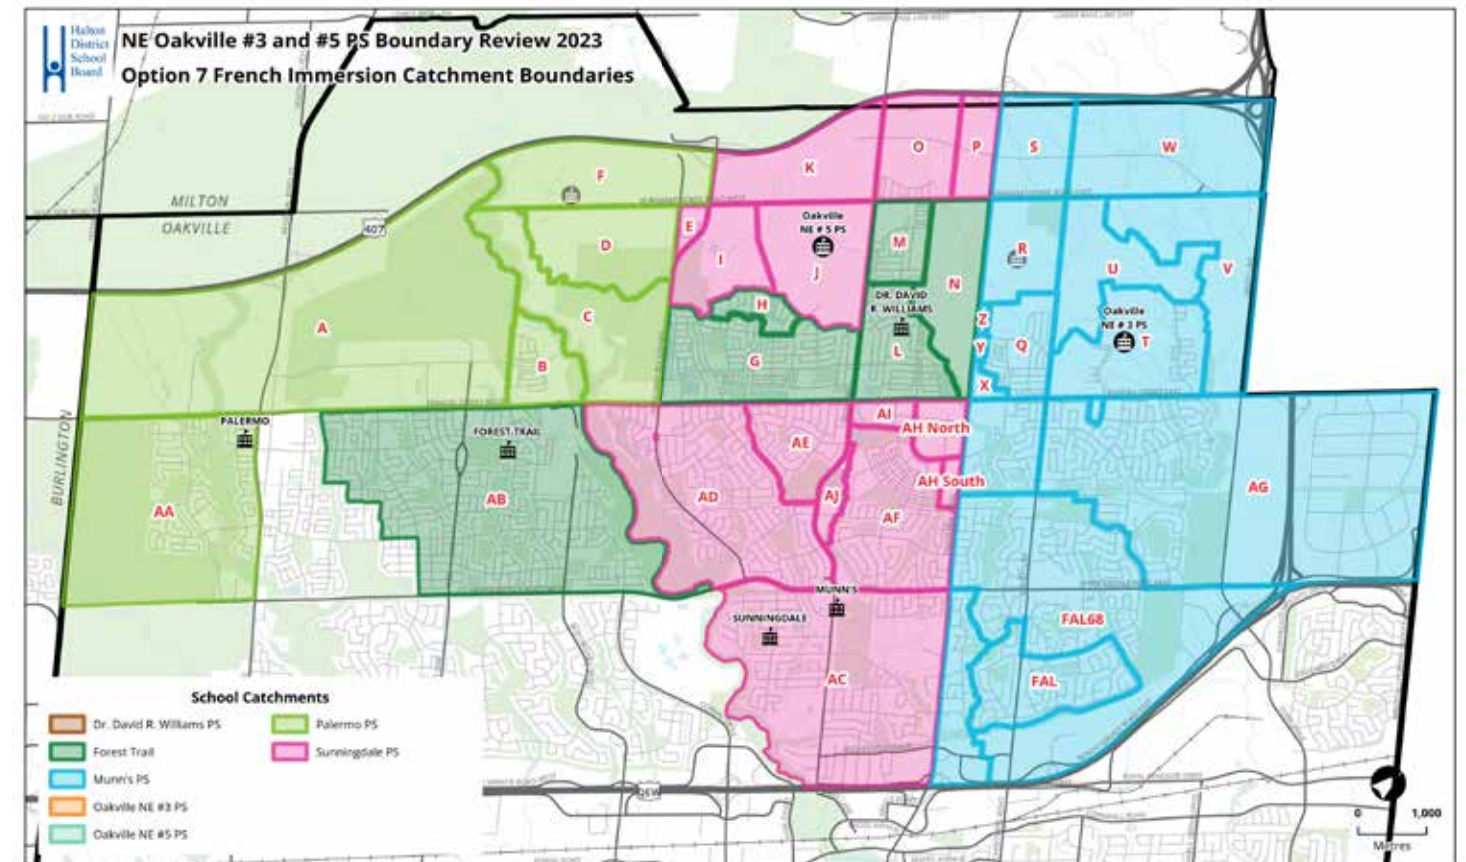 Halton
District
School
Board
NE Oakville #3 and #5 PS Boundary Review 2023
Option 7 French Immersion Catchment Boundaries
MILTON
OAKVILLE
407
F
K
O
P
S
W
E
D
I
J
Oakville
NE # 5 PS
M
N
R
U
V
A
C
B
H
G
DR. DAVID
R. WILLIAMS
L
Z
Y
X
Q
Oakville
NE # 3 PS
T
BURLINGTON
PALERMO
FOREST TRAIL
AA
AB
AD
AE
AJ
AI
AH North
AH South
AF
AG
MUNN'S
SUNNINGDALE
AC
FAL68
FAL
School Catchments
Dr. David R. Williams PS
Forest Trail
Munn's PS
Oakville NE #3 PS
Oakville NE #5 PS
Palermo PS
Sunningdale PS
QEW
0 1,000
Metres